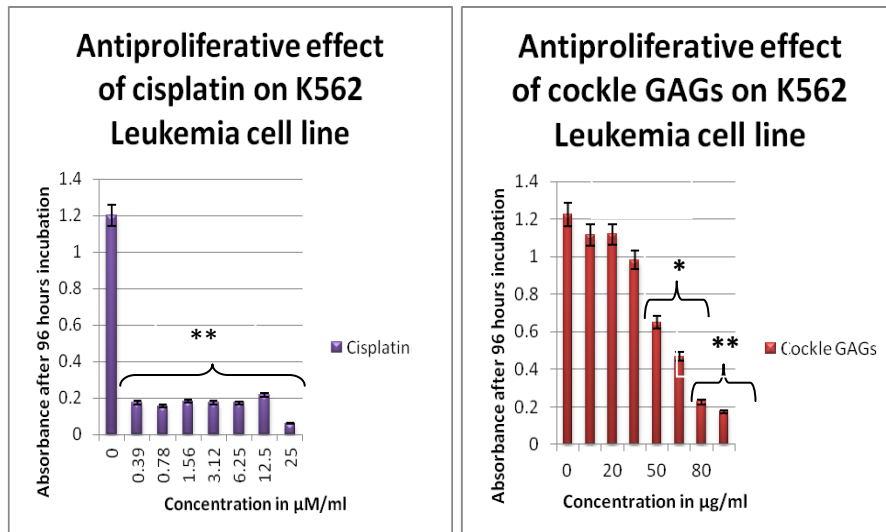 Antiproliferative effect
of cisplatin on K562
Leukemia cell line
Absorbance after 96 hours incubation
1.4
1.2
1
0.8
0.6
0.4
0.2
0
**
Cisplatin
0
0.39
0.78
1.56
3.12
6.25
12.5
25
Concentration in µM/ml
Antiproliferative effect
of cockle GAGs on K562
Leukemia cell line
Absorbance after 96 hours incubation
1.4
1.2
1
0.8
0.6
0.4
0.2
0
*
**
Cockle GAGs
0 20 50 80
Concentration in µg/ml